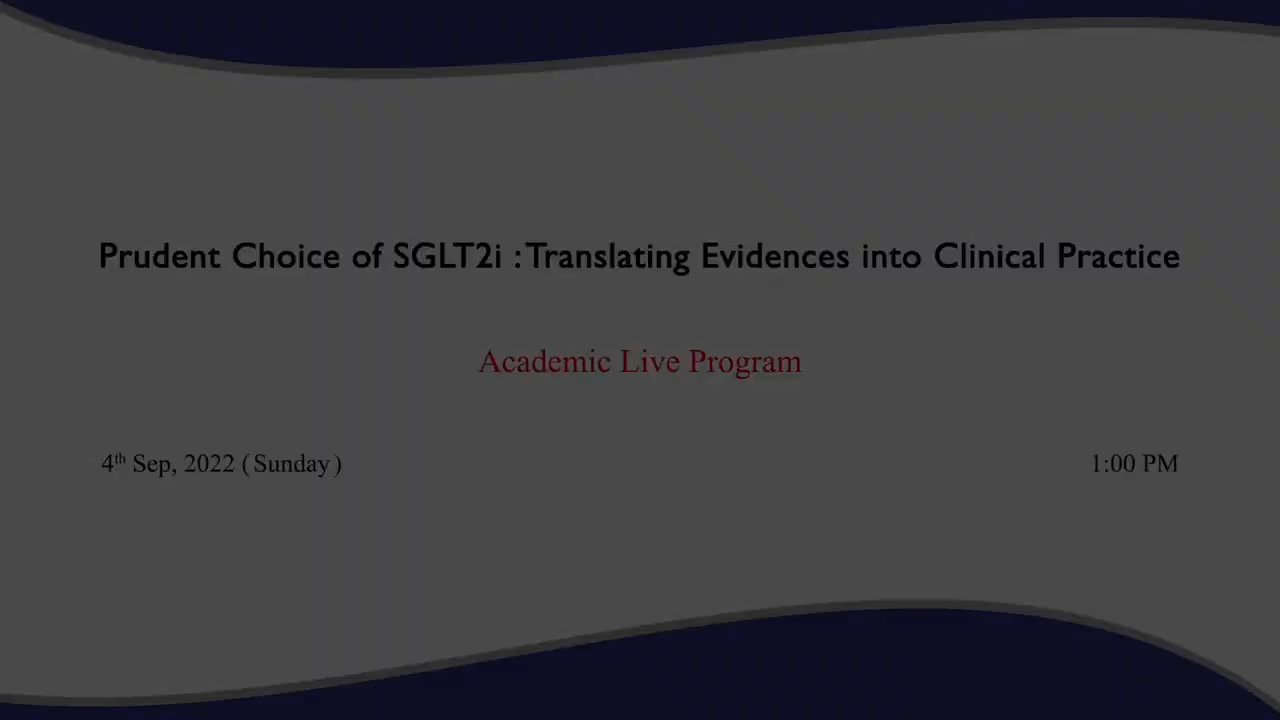 Prudent Choice of SGLT2i : Translating Evidences into Clinical Practice
Academic Live Program
4th Sep, 2022 ( Sunday )
1:00 PM